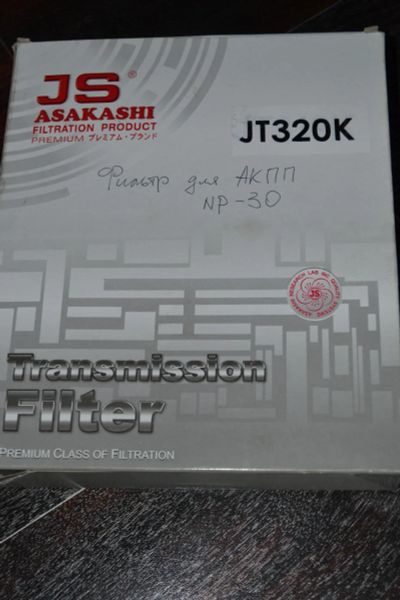 JS®
ASAKASHI
FILTRATION PRODUCT
PREMIUM プレミアム・ブランド
JT320K
Фильтр для АКПП
NP-30
JS
Transmission
Filter
PREMIUM CLASS OF FILTRATION